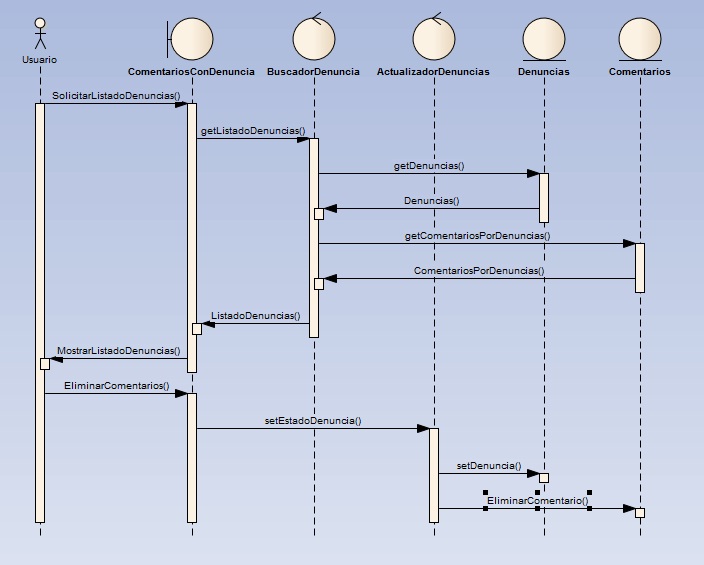 Usuario
ComentariosConDenuncia
BuscadorDenuncia
ActualizadorDenuncias
Denuncias
Comentarios
SolicitarListadoDenuncias()
getListadoDenuncias()
getDenuncias()
Denuncias()
getComentariosPorDenuncias()
ComentariosPorDenuncias()
ListadoDenuncias()
MostrarListadoDenuncias()
EliminarComentarios()
setEstadoDenuncia()
setDenuncia()
EliminarComentario()